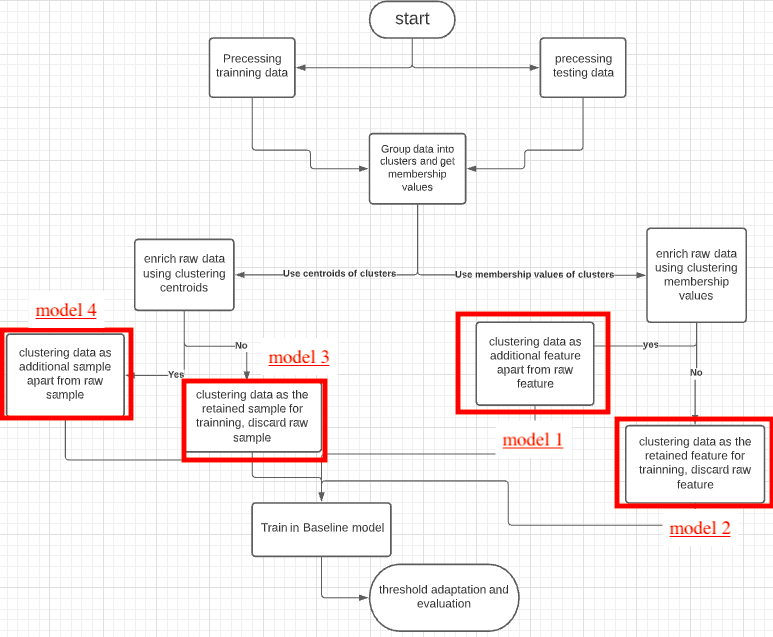 start
Precessing
trainning data
precessing
testing data
Group data into
clusters and get
membership
values
enrich raw data
using clustering
centroids
Use centroids of clusters
Use membership values of clusters
enrich raw data
using clustering
membership
values
model 4
No
model 3
yes
No
clustering data as
additional sample
apart from raw
sample
Yes
clustering data as the
retained sample for
trainning, discard raw
sample
clustering data as
additional feature
apart from raw
feature
model 1
clustering data as the
retained feature for
trainning, discard raw
feature
model 2
Train in Baseline model
threshold adaptation and
evaluation